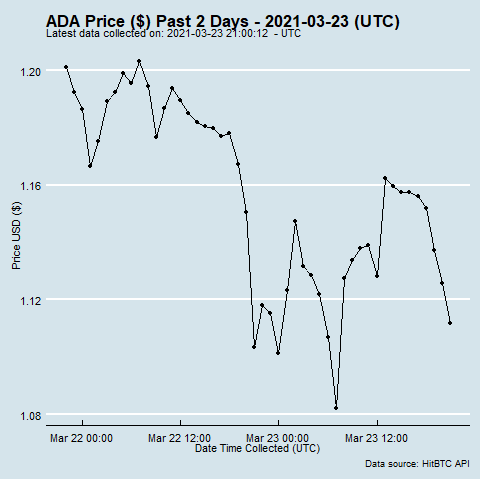 ADA Price ($) Past 2 Days - 2021-03-23 (UTC)
Latest data collected on: 2021-03-23 21:00:12 - UTC
1.20
1.16
1.12
1.08
Price USD ($)
Mar 22 00:00 Mar 22 12:00 Mar 23 00:00 Mar 23 12:00
Date Time Collected (UTC)
Data source: HitBTC API